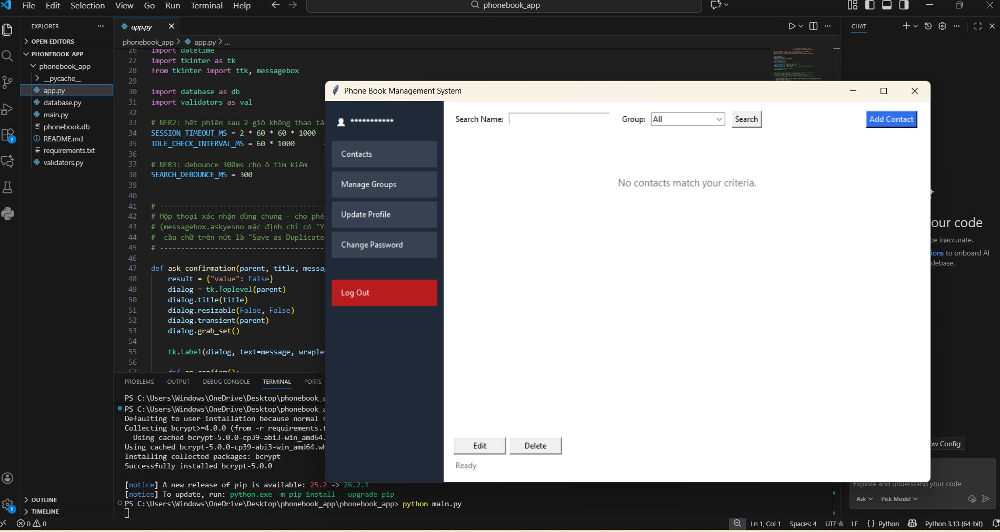 File Edit Selection View Go Run Terminal Help
phonebook_app
EXPLORER
OPEN EDITORS
PHONEBOOK_APP
phonebook_app
__pycache__
app.py
database.py
main.py
phonebook.db
README.md
requirements.txt
validators.py
OUTLINE
TIMELINE
app.py
phonebook_app > app.py > ...
26 import datetime
27 import tkinter as tk
28 from tkinter import ttk, messagebox
29
30 import database as db
31 import validators as val
32
33 # NFR2: hết phiên sau 2 giờ không thao tá
34 SESSION_TIMEOUT_MS = 2 * 60 * 60 * 1000
35 IDLE_CHECK_INTERVAL_MS = 60 * 1000
36
37 # NFR3: debounce 300ms cho ô tìm kiếm
38 SEARCH_DEBOUNCE_MS = 300
39
40
41 # ---------------------------------------
42 # Hộp thoại xác nhận dùng chung - cho phé
43 # (messagebox.askyesno mặc định chỉ có "Y
44 # cầu chữ trên nút là "Save as Duplicate
45 # ---------------------------------------
46
47 def ask_confirmation(parent, title, messa
48 result = {"value": False}
49 dialog = tk.Toplevel(parent)
50 dialog.title(title)
51 dialog.resizable(False, False)
52 dialog.transient(parent)
53 dialog.grab_set()
54
55 tk.Label(dialog, text=message, wraple
56
57 def on_confirm():
PROBLEMS OUTPUT DEBUG CONSOLE TERMINAL PORTS
PS C:\Users\Windows\OneDrive\Desktop\phonebook_a
PS C:\Users\Windows\OneDrive\Desktop\phonebook_a
Defaulting to user installation because normal s
Collecting bcrypt>=4.0.0 (from -r requirements.t
Using cached bcrypt-5.0.0-cp39-abi3-win_amd64.
Using cached bcrypt-5.0.0-cp39-abi3-win_amd64.wh
Installing collected packages: bcrypt
Successfully installed bcrypt-5.0.0
[notice] A new release of pip is available: 25.2 -> 26.2.1
[notice] To update, run: python.exe -m pip install --upgrade pip
PS C:\Users\Windows\OneDrive\Desktop\phonebook_app\phonebook_app> python main.py
Phone Book Management System
***********
Contacts
Manage Groups
Update Profile
Change Password
Log Out
Search Name: Group: All Search Add Contact
No contacts match your criteria.
Edit Delete
Ready
CHAT
our code
be inaccurate.
ions to onboard AI
debase.
ow Config
Explore and understand your code
Ask Pick Model
2
1
0 0
Ln 1, Col 1 Spaces: 4 UTF-8 LF {} Python Python 3.13 (64-bit)